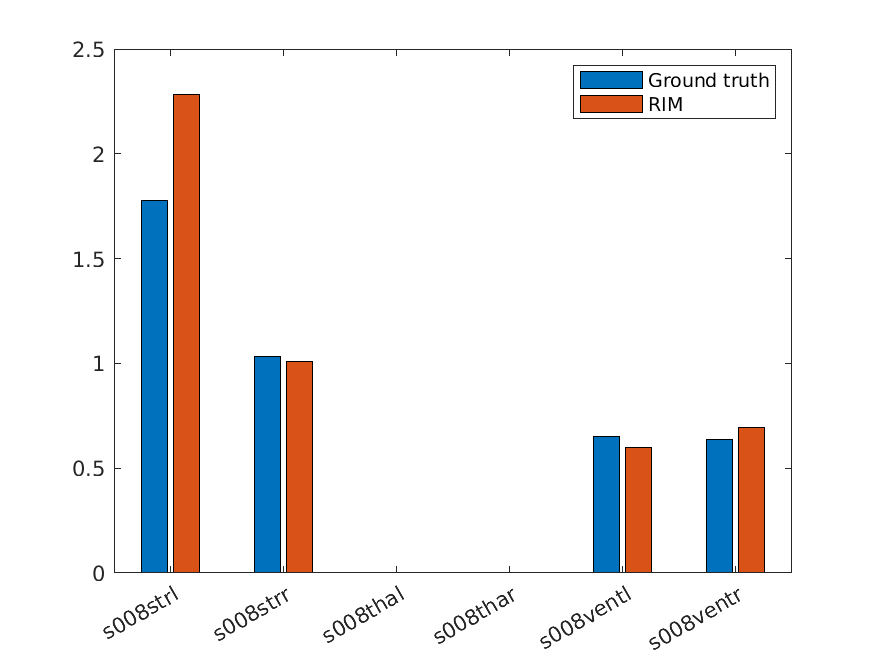 2.5
2
1.5
1
0.5
0
Ground truth
RIM
s008strl
s008strr
s008thal
s008thar
s008ventl
s008ventr